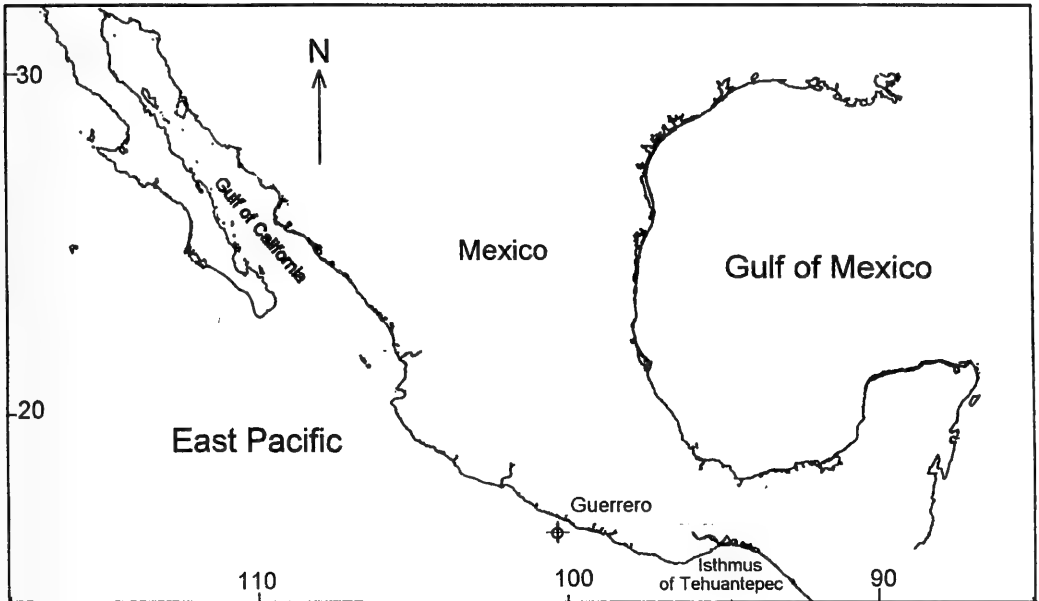 N
30
Gulf of California
Mexico
Gulf of Mexico
20
East Pacific
Guerrero
Isthmus
of Tehuantepec
110
100
90